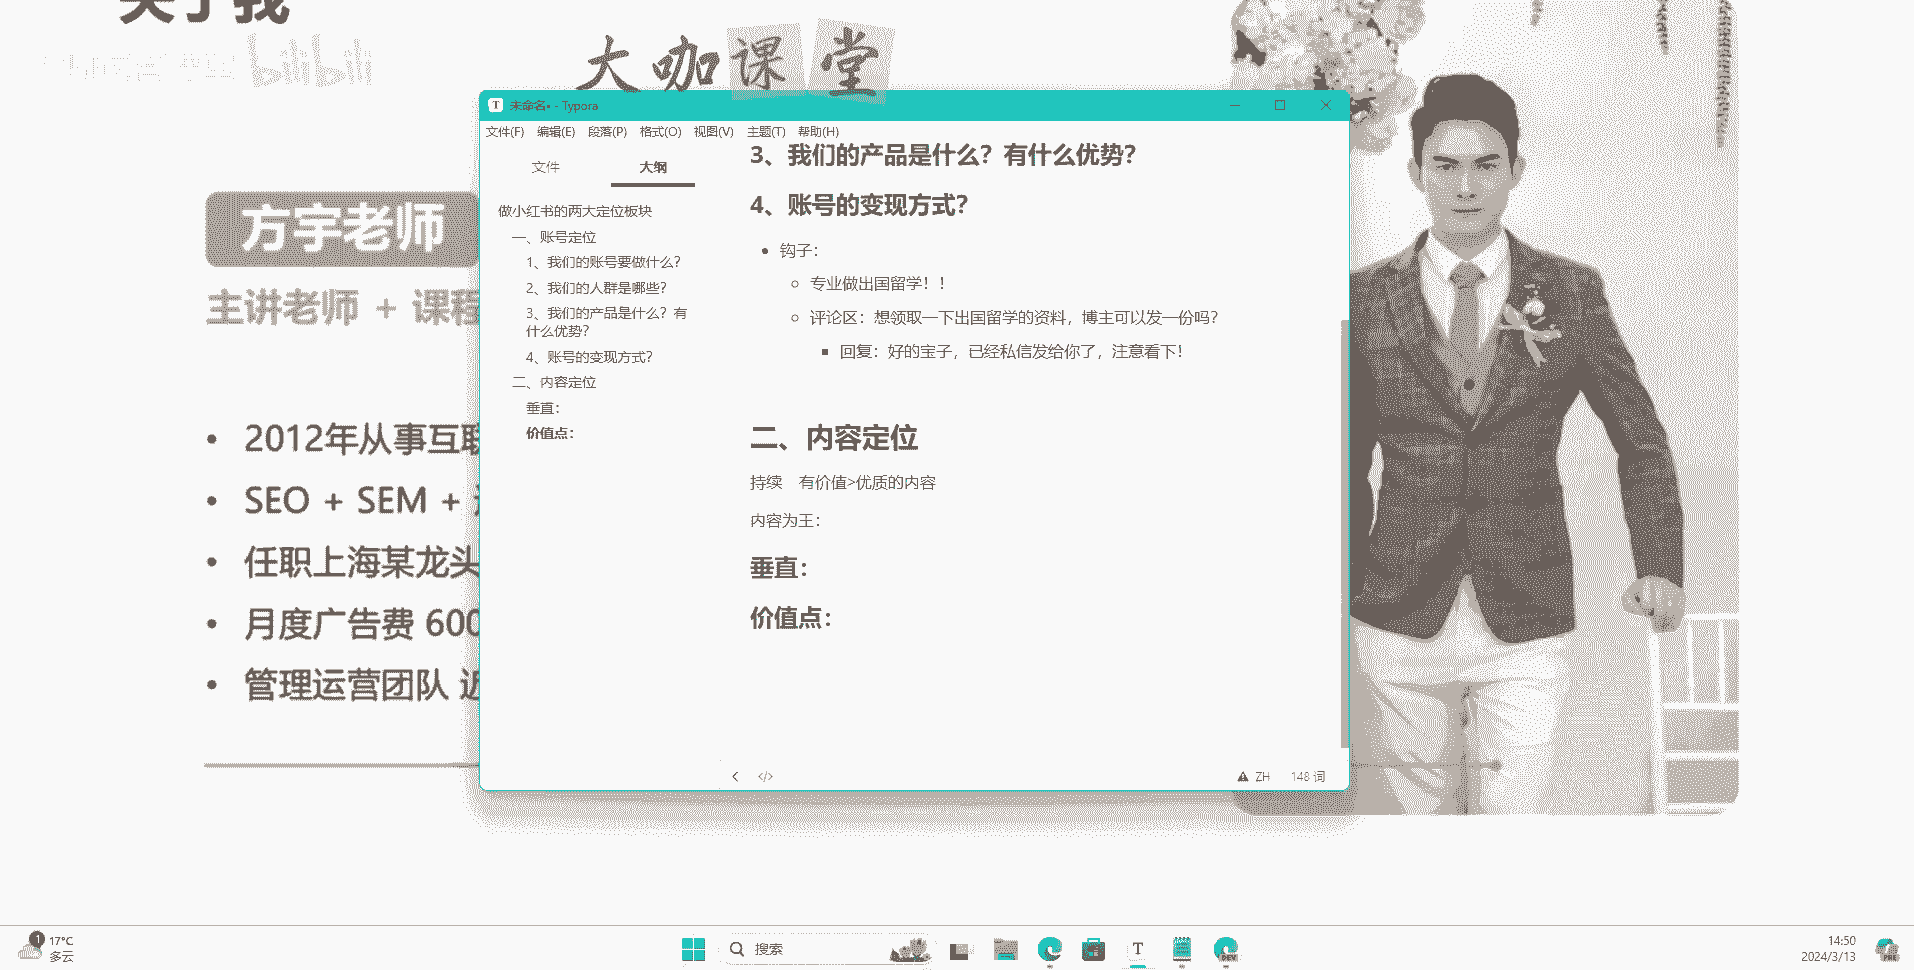 关于我
bilibili
大咖课堂
未命名• - Typora
文件(F) 编辑(E) 段落(P) 格式(O) 视图(V) 主题(T) 帮助(H)
文件 大纲
做小红书的两大定位板块
一、账号定位
1、我们的账号要做什么？
2、我们的人群是哪些？
3、我们的产品是什么？有
什么优势？
4、账号的变现方式？
二、内容定位
垂直：
价值点：
3、我们的产品是什么？有什么优势？
4、账号的变现方式？
钩子：
专业做出国留学！！
评论区：想领取一下出国留学的资料，博主可以发一份吗？
回复：好的宝子，已经私信发给你了，注意看下！
二、内容定位
持续 有价值>优质的内容
内容为王：
垂直：
价值点：
</> ZH 148 词
方宇老师
主讲老师 + 课程
• 2012年从事互联
• SEO + SEM +
• 任职上海某龙头
• 月度广告费 600
• 管理运营团队 近
1 17°C
多云
搜索
DEV
14:50
2024/3/13
PRE